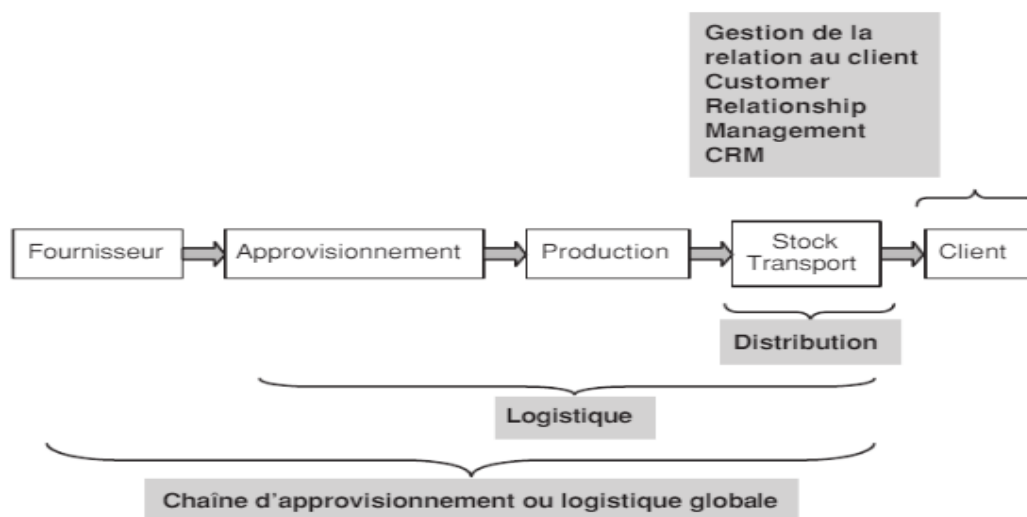 Gestion de la
relation au client
Customer
Relationship
Management
CRM
Fournisseur
Approvisionnement
Production
Stock
Transport
Client
Distribution
Logistique
Chaîne d'approvisionnement ou logistique globale